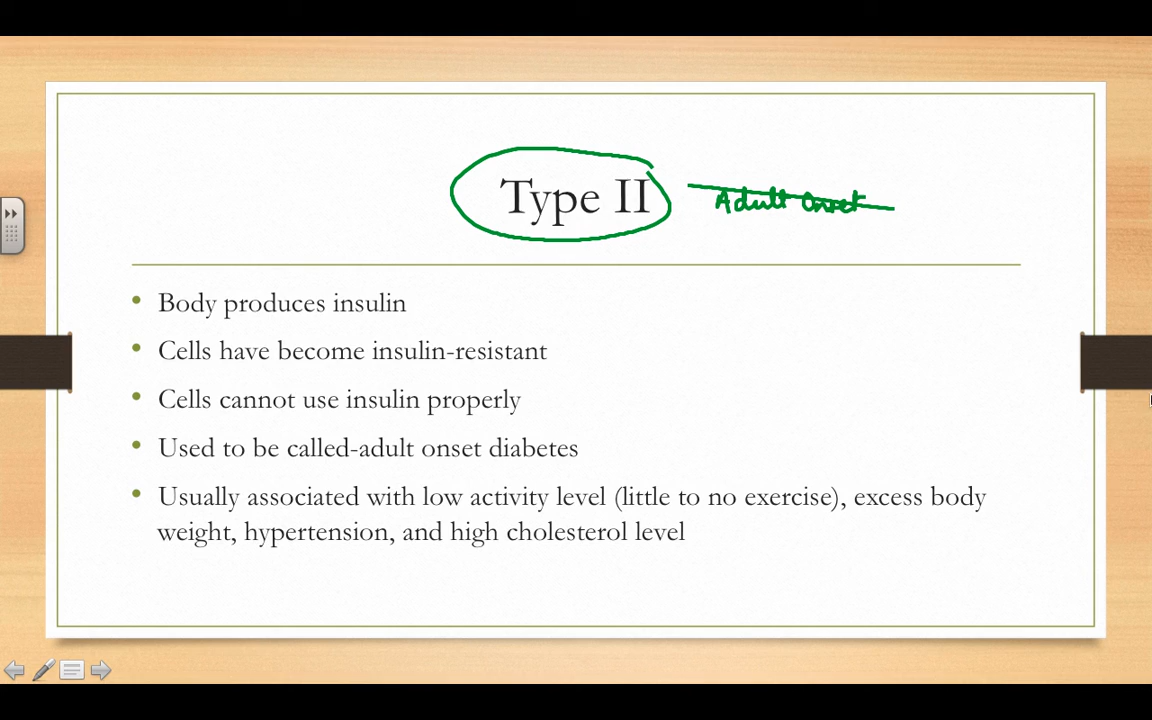 Type II Adult Onset
Body produces insulin
Cells have become insulin-resistant
Cells cannot use insulin properly
Used to be called-adult onset diabetes
Usually associated with low activity level (little to no exercise), excess body
weight, hypertension, and high cholesterol level